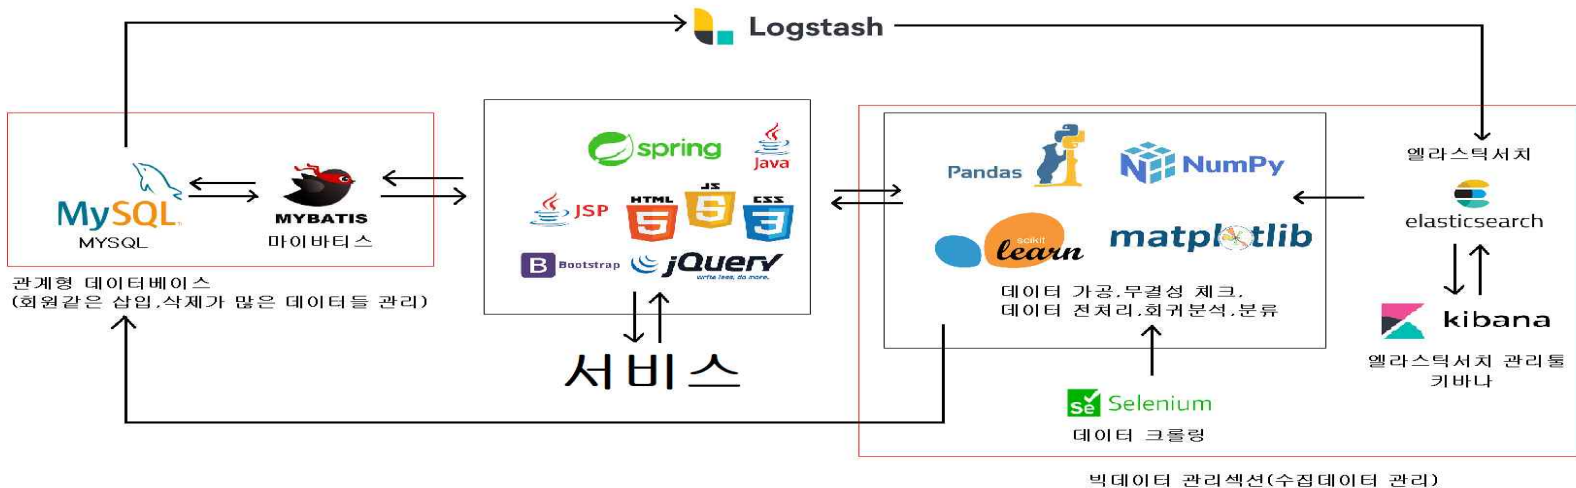 Logstash
MySQL
MYSQL
MYBATIS
마이바티스
관계형 데이터베이스
(회원같은 삽입,삭제가 많은 데이터들 관리)
spring
Java
JSP
HTML
5
JS
5
CSS
3
B Bootstrap
jQuery
write less, do more.
서비스
Pandas
NumPy
scikit
learn
matplotlib
데이터 가공,무결성 체크,
데이터 전처리,회귀분석,분류
Se Selenium
데이터 크롤링
엘라스틱서치
elasticsearch
kibana
엘라스틱서치 관리툴
키바나
빅데이터 관리섹션(수집데이터 관리)